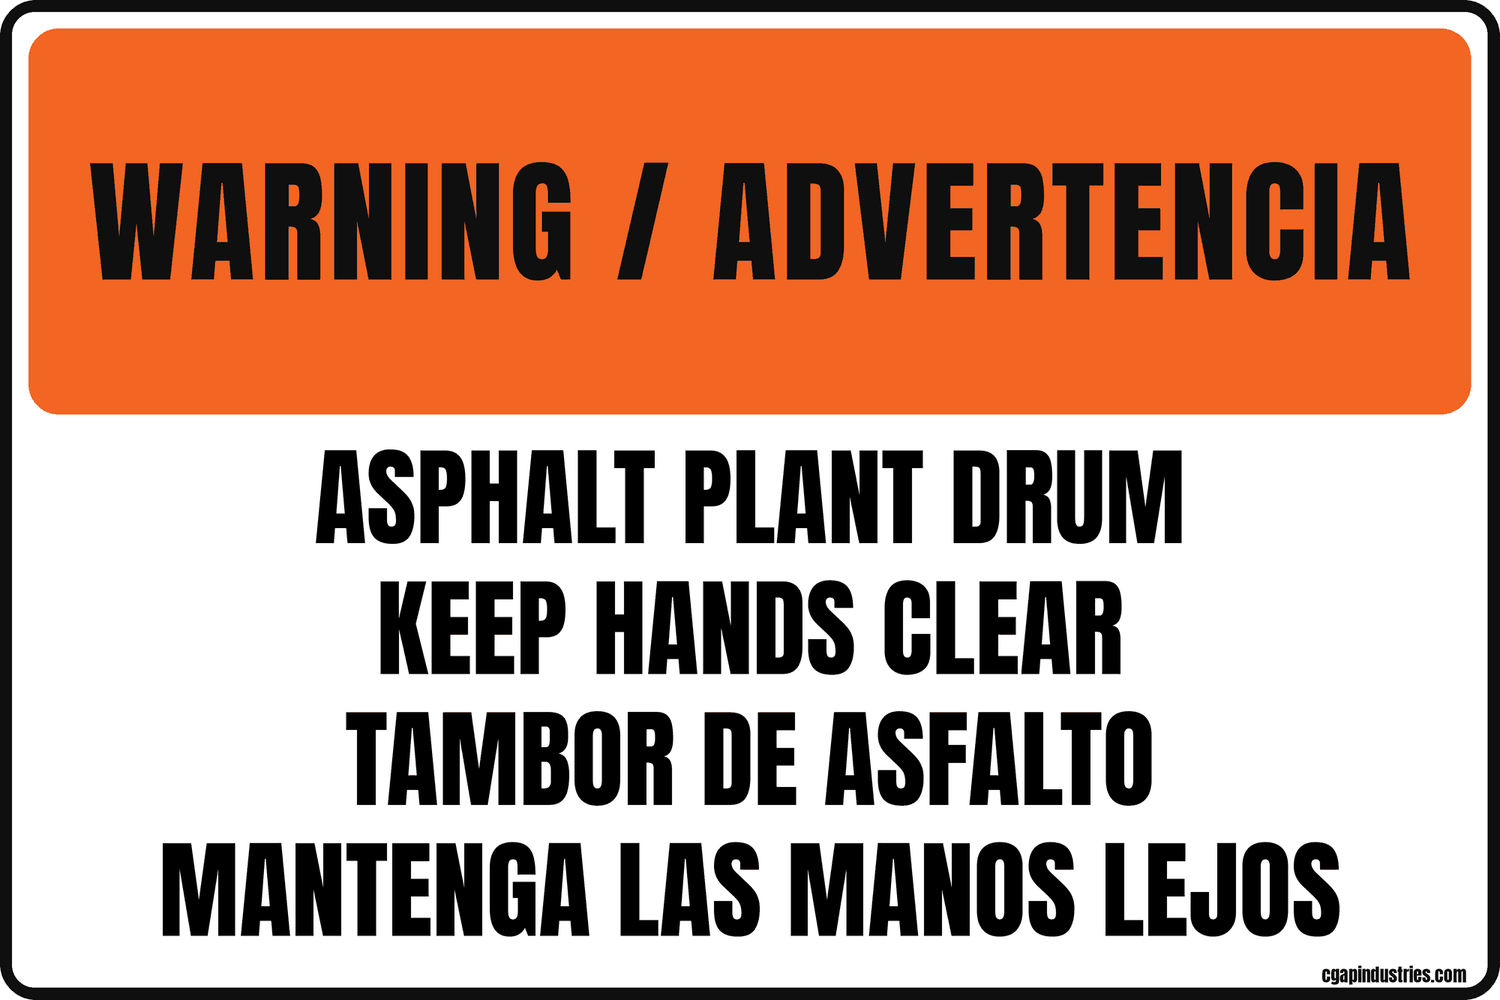 WARNING / ADVERTENCIA
ASPHALT PLANT DRUM
KEEP HANDS CLEAR
TAMBOR DE ASFALTO
MANTENGA LAS MANOS LEJOS
cgapindustries.com